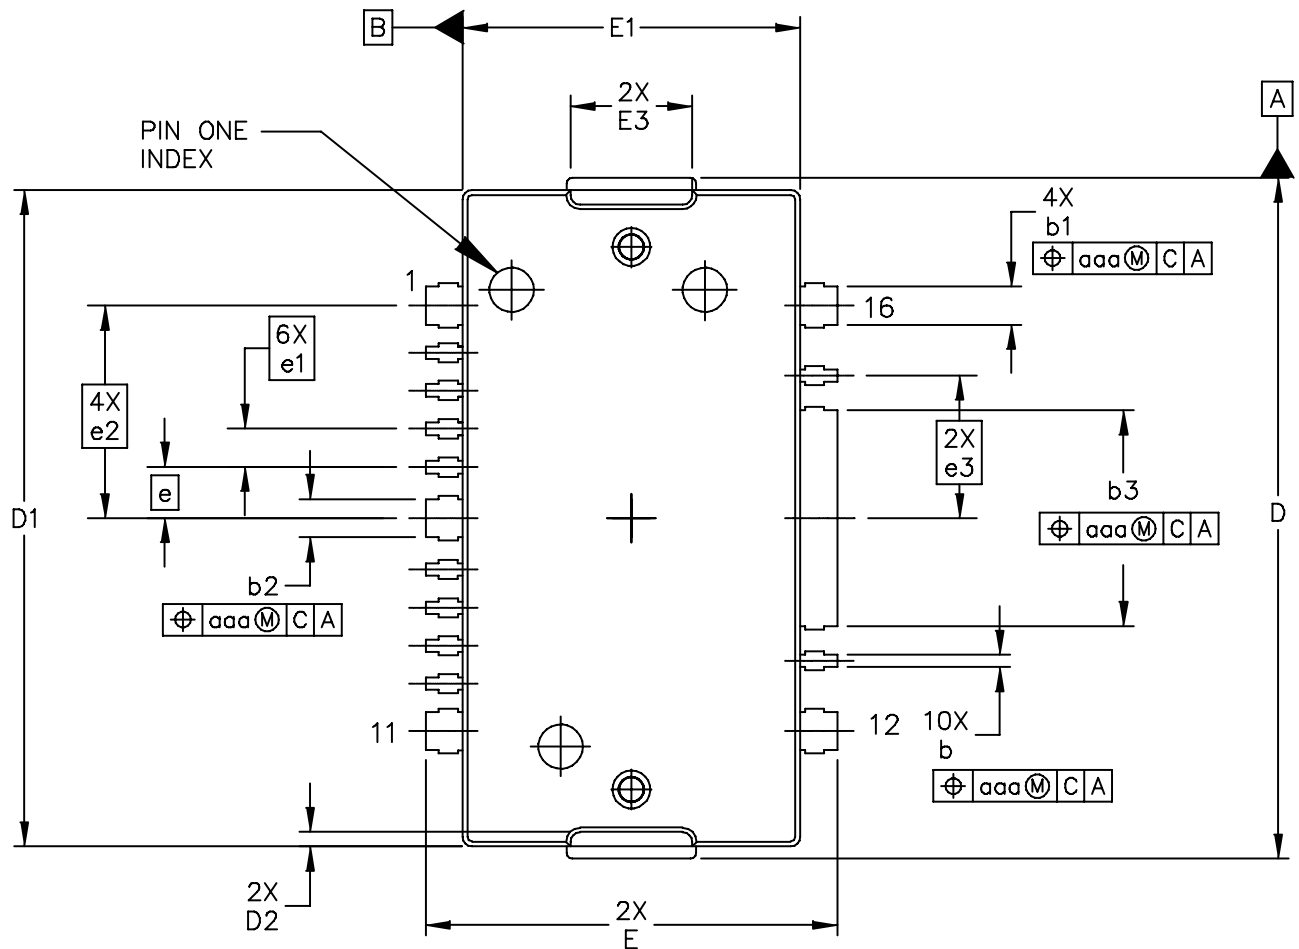 B
E1
2X
E3
A
PIN ONE
INDEX
4X
b1
⌖ aaa Ⓜ C A
1
16
6X
e1
4X
e2
2X
e3
e
b3
⌖ aaa Ⓜ C A
D1
D
b2
⌖ aaa Ⓜ C A
11
12
10X
b
⌖ aaa Ⓜ C A
2X
D2
2X
E